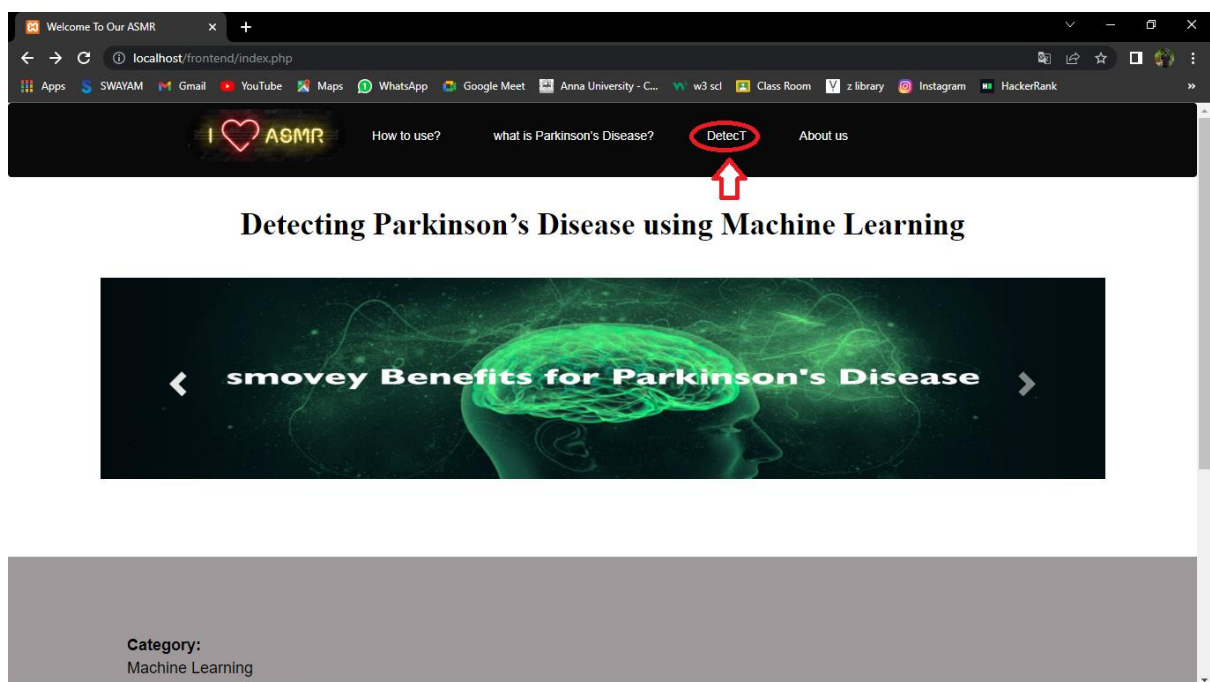 Welcome To Our ASMR
localhost/frontend/index.php
Apps SWAYAM Gmail YouTube Maps WhatsApp Google Meet Anna University - C... w3 scl Class Room z library Instagram HackerRank »
I ASMR How to use? what is Parkinson's Disease? DetecT About us
Detecting Parkinson’s Disease using Machine Learning
smovey Benefits for Parkinson's Disease
Category:
Machine Learning